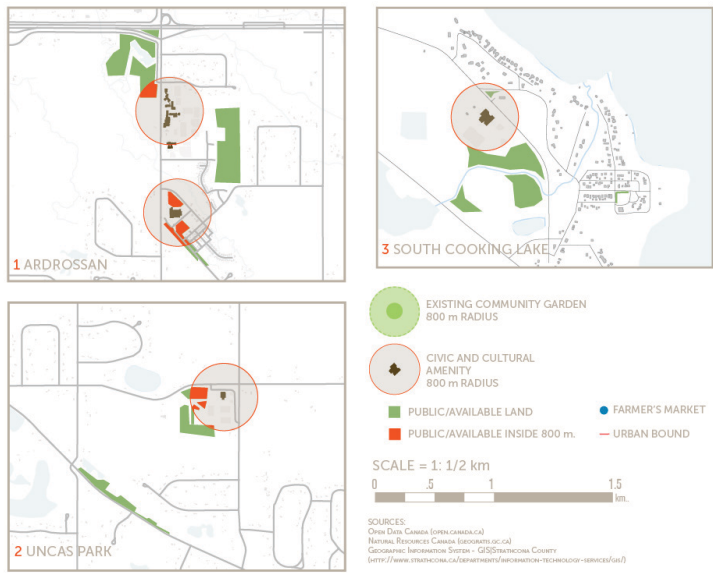 1 ARDROSSAN
3 SOUTH COOKING LAKE
2 UNCAS PARK
EXISTING COMMUNITY GARDEN
800 m RADIUS
CIVIC AND CULTURAL
AMENITY
800 m RADIUS
PUBLIC/AVAILABLE LAND
FARMER'S MARKET
PUBLIC/AVAILABLE INSIDE 800 m.
URBAN BOUND
SCALE = 1: 1/2 km
0 .5 1 1.5
km.
SOURCES:
OPEN DATA CANADA (OPEN.CANADA.CA)
NATURAL RESOURCES CANADA (GEOGRATIS.GC.CA)
GEOGRAPHIC INFORMATION SYSTEM - GIS|STRATHCONA COUNTY
(HTTP://WWW.STRATHCONA.CA/DEPARTMENTS/INFORMATION-TECHNOLOGY-SERVICES/GIS/)